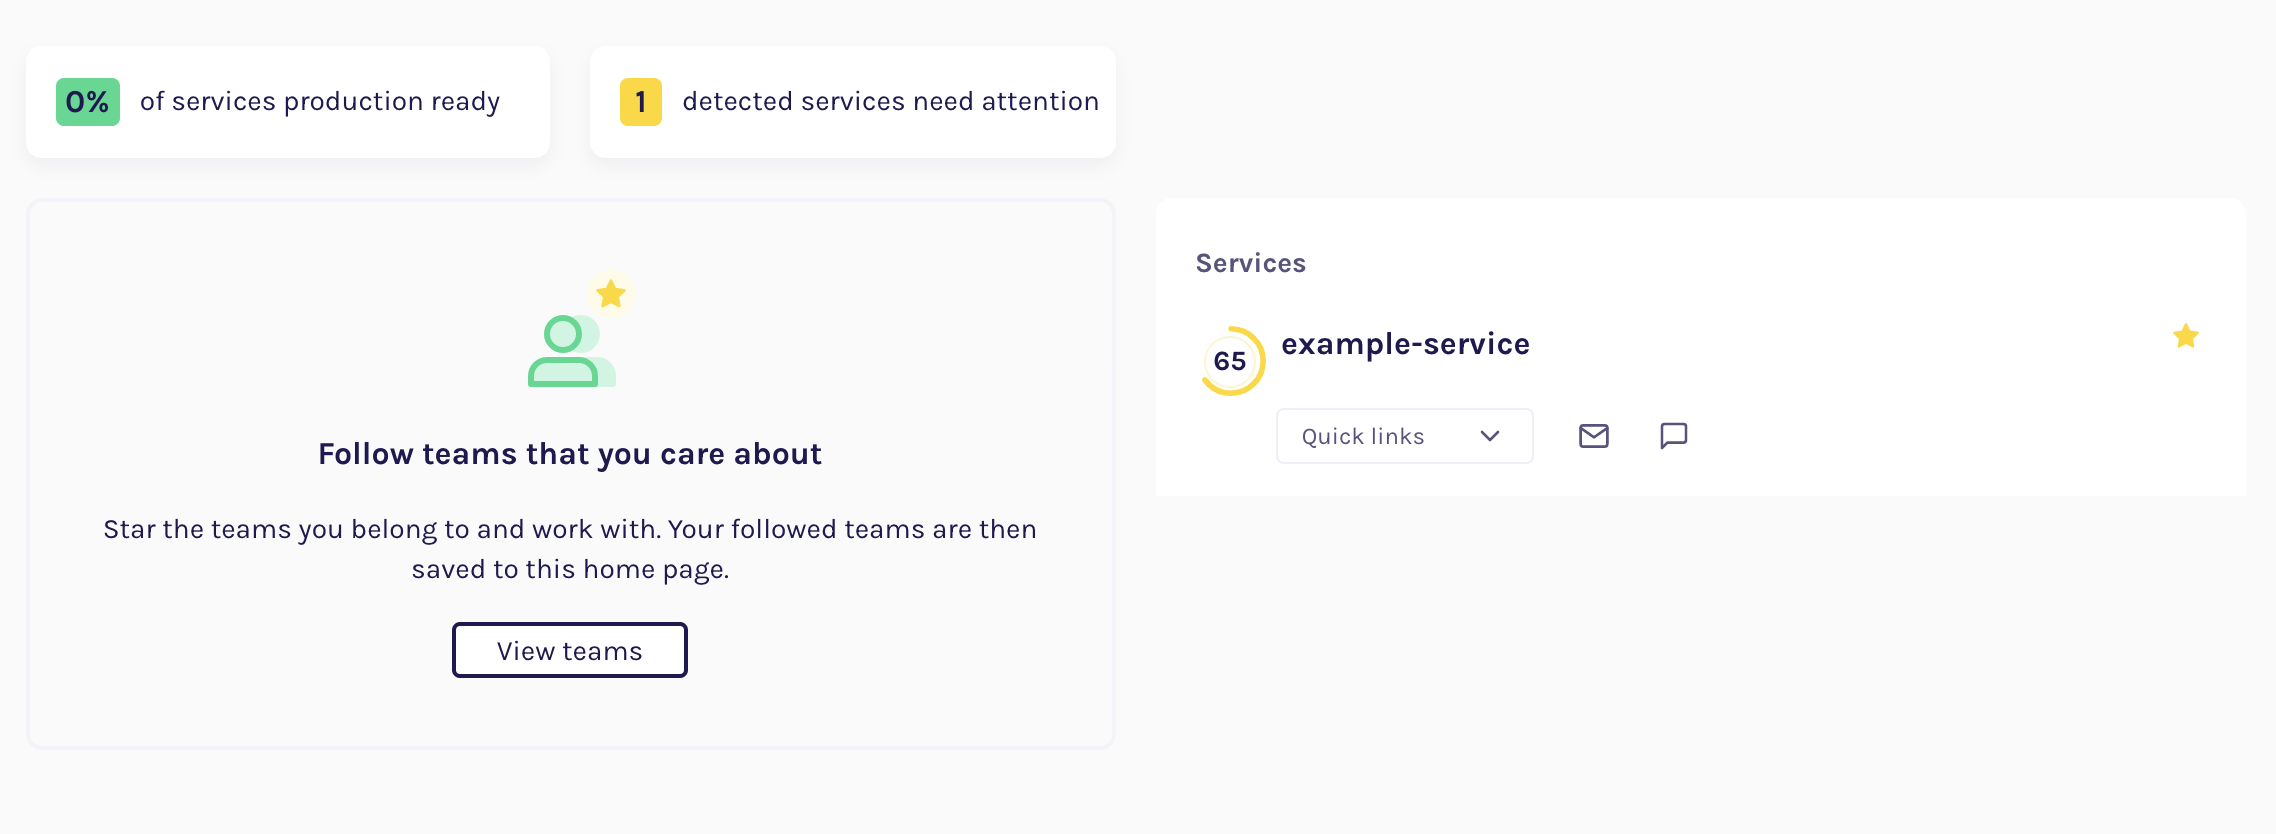 0% of services production ready
1 detected services need attention
Follow teams that you care about
Star the teams you belong to and work with. Your followed teams are then
saved to this home page.
View teams
Services
65 example-service
Quick links